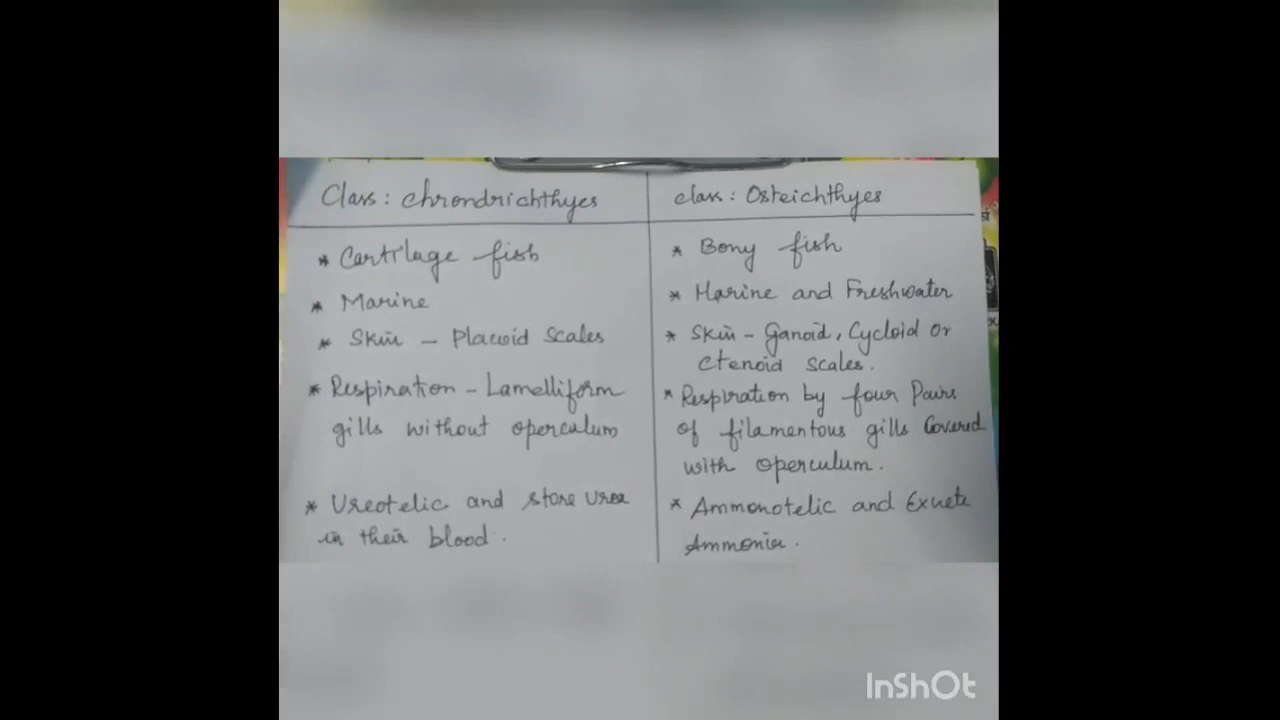 Class: Chrondrichthyes
* Cartiluge fish
* Marine
* Skin - Placoid Scales
* Respiration - Lamelliform
gills without operculum
* Ureotelic and store urea
in their blood.
Class: Osteichthyes
* Bony fish
* Marine and Freshwater
* Skin - Ganoid, Cycloid or
Ctenoid Scales.
* Respiration by four Pairs
of filamentous gills Covered
with operculum.
* Ammonotelic and Excrete
Ammonia.
InShOt